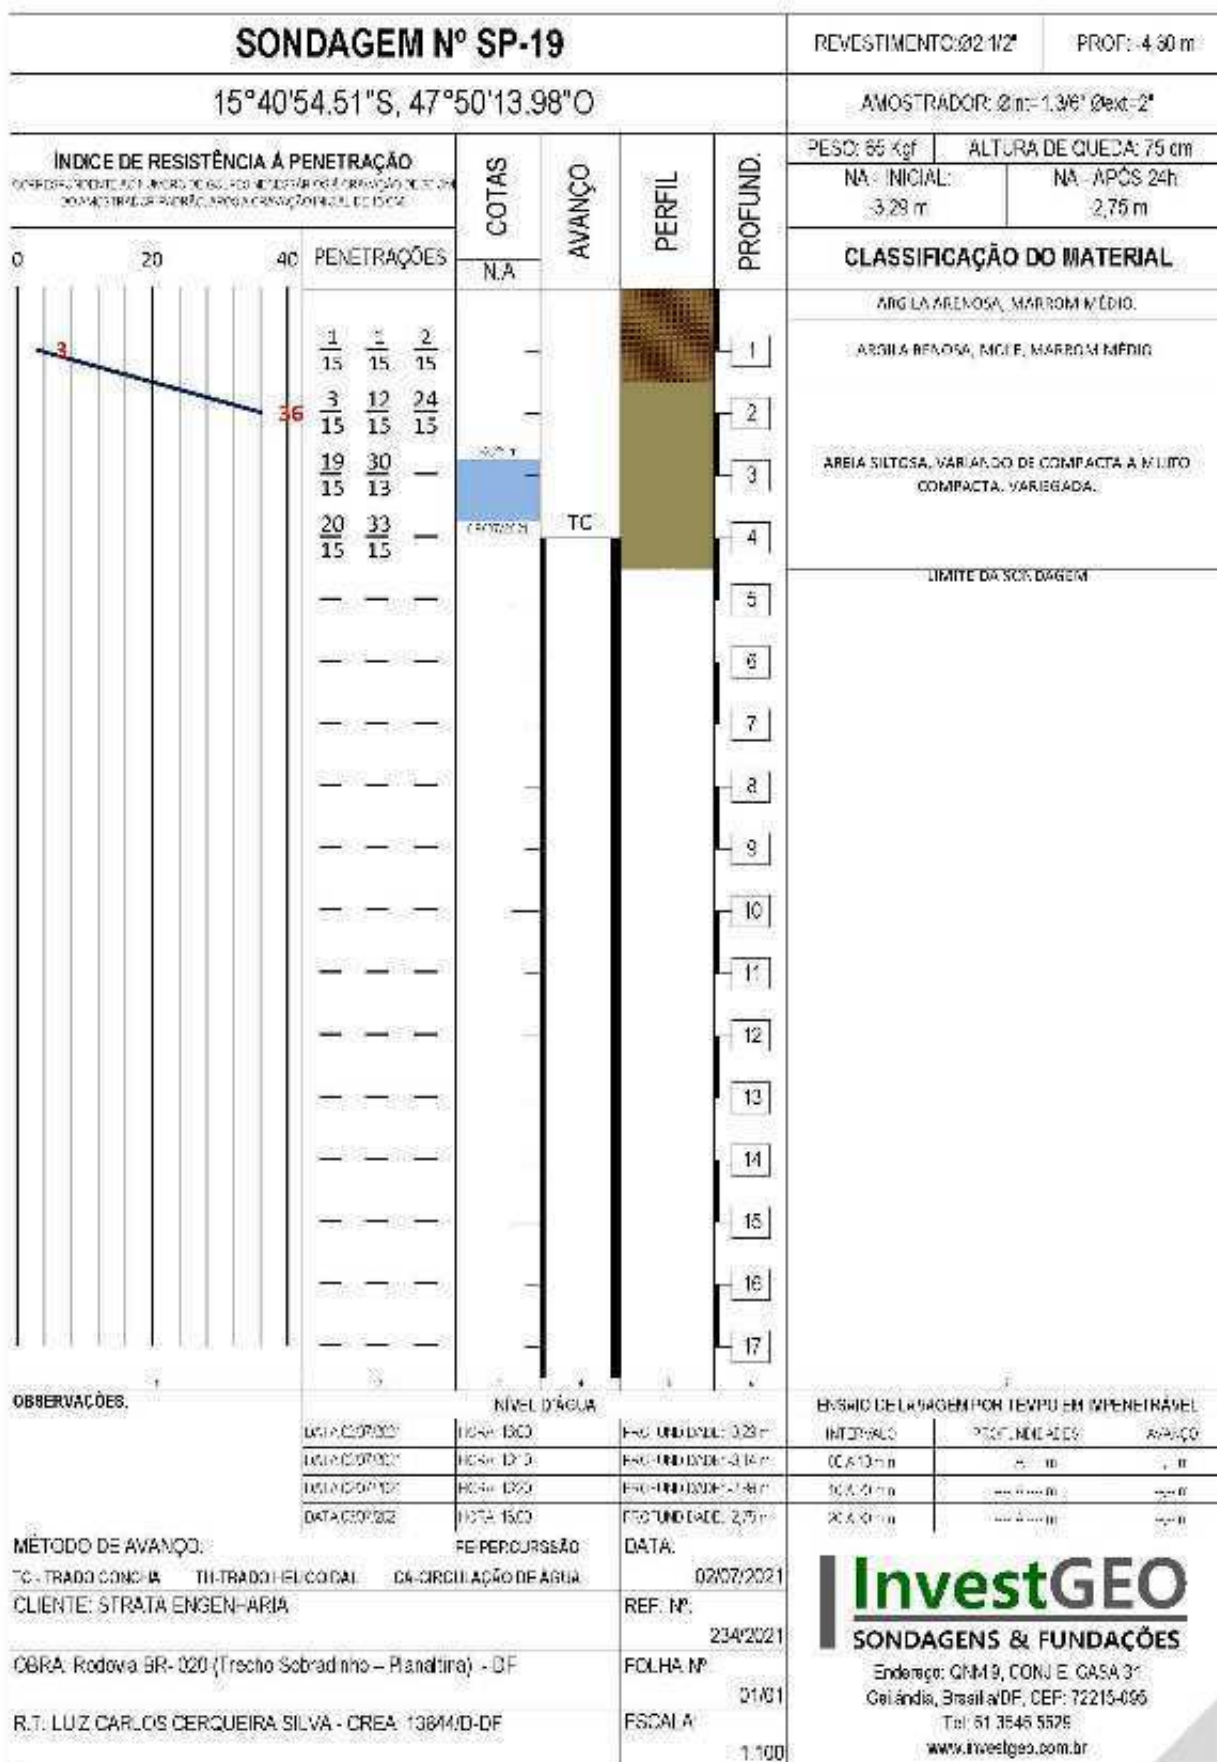 SONDAGEM Nº SP-19
REVESTIMENTO:Ø2 1/2" PROF: -4,30 m
15°40'54.51"S, 47°50'13.98"O
AMOSTRADOR: Øint=1.3/6" Øext=2"
PESO: 65 Kgf ALTURA DE QUEDA: 75 cm
ÍNDICE DE RESISTÊNCIA À PENETRAÇÃO
COTAS
N.A
AVANÇO
PERFIL
PROFUND.
NA - INICIAL: NA - APÓS 24h
-3,29 m -2,75 m
0 20 40 PENETRAÇÕES
CLASSIFICAÇÃO DO MATERIAL
ARGILA ARENOSA, MARROM MÉDIO.
3
1/15 1/15 2/15
1
MOLE, MARROM MÉDIO
36
3/15 12/15 24/15
2
19/15 30/13 —
3
AREIA SILTOSA, VARIANDO DE COMPACTA A MUITO
COMPACTA, VARIEGADA.
20/15 33/15 —
TC
4
LIMITE DA SONDAGEM
— — — 5
— — — 6
— — — 7
— — — 8
— — — 9
— — — 10
— — — 11
— — — 12
— — — 13
— — — 14
— — — 15
— — — 16
— — — 17
OBSERVAÇÕES.
NÍVEL D'ÁGUA
ENSAIO DE LAVAGEM POR TEMPO EM IMPENETRÁVEL
INTERVALO PROFUNDIDADES AVANÇO
MÉTODO DE AVANÇO: PE-PERCURSSÃO
TC - TRADO CONCHA TH-TRADO HELICOIDAL CA-CIRCULAÇÃO DE ÁGUA
DATA:
02/07/2021
CLIENTE: STRATA ENGENHARIA
REF. Nº:
234/2021
OBRA: Rodovia BR- 020 (Trecho Sobradinho – Planaltina) - DF
FOLHA Nº
01/01
R.T: LUIZ CARLOS CERQUEIRA SILVA - CREA 13644/D-DF
ESCALA:
1:100
InvestGEO
SONDAGENS & FUNDAÇÕES
Endereço: QNM 9, CONJ E, CASA 31
Ceilândia, Brasília/DF, CEP: 72215-095
Tel: 61 3546 5529
www.investgeo.com.br